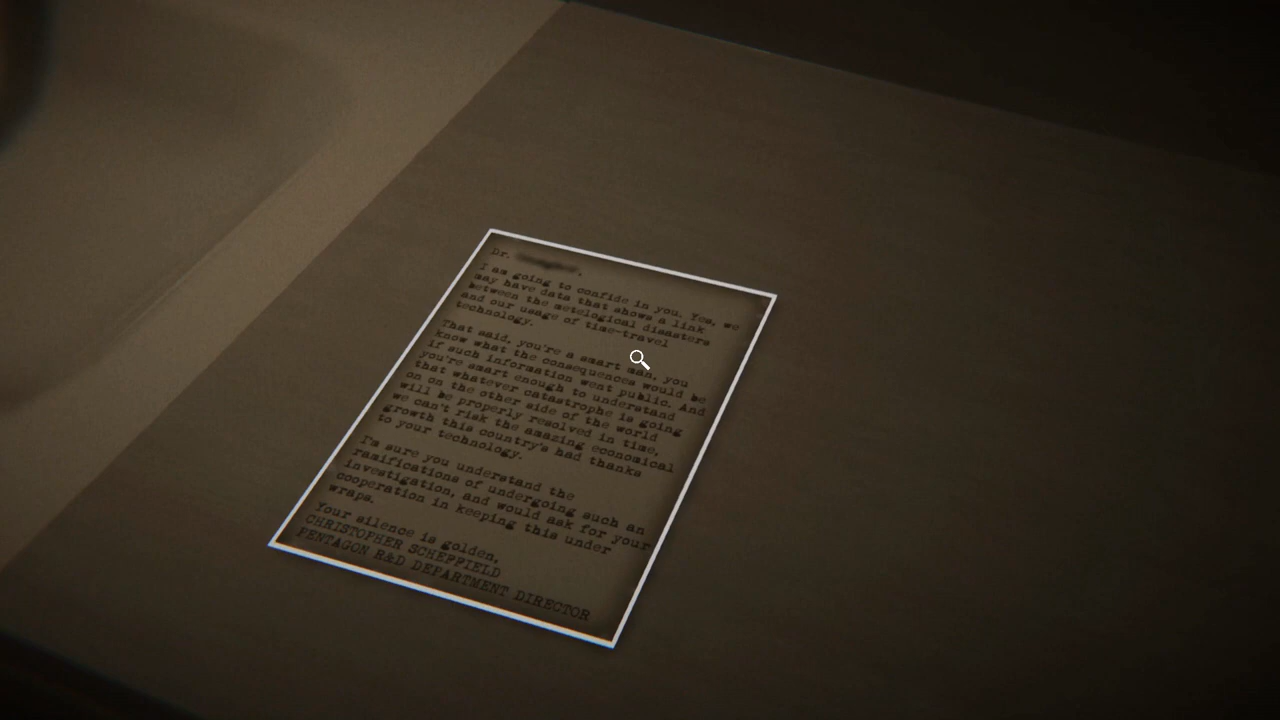 Dr.
I am going to confide in you. Yes, we
may have data that shows a link
between the metelogical disasters
and our usage of time-travel
technology.
That said, you're a smart man, you
know what the consequences would be
if such information went public. And
you're smart enough to understand
that whatever catastrophe is going
on on the other side of the world
will be properly resolved in time,
we can't risk the amazing economical
growth this country's had thanks
to your technology.
I'm sure you understand the
ramifications of undergoing such an
investigation, and would ask for your
cooperation in keeping this under
wraps.
Your silence is golden,
CHRISTOPHER SCHEFFIELD
PENTAGON R&D DEPARTMENT DIRECTOR